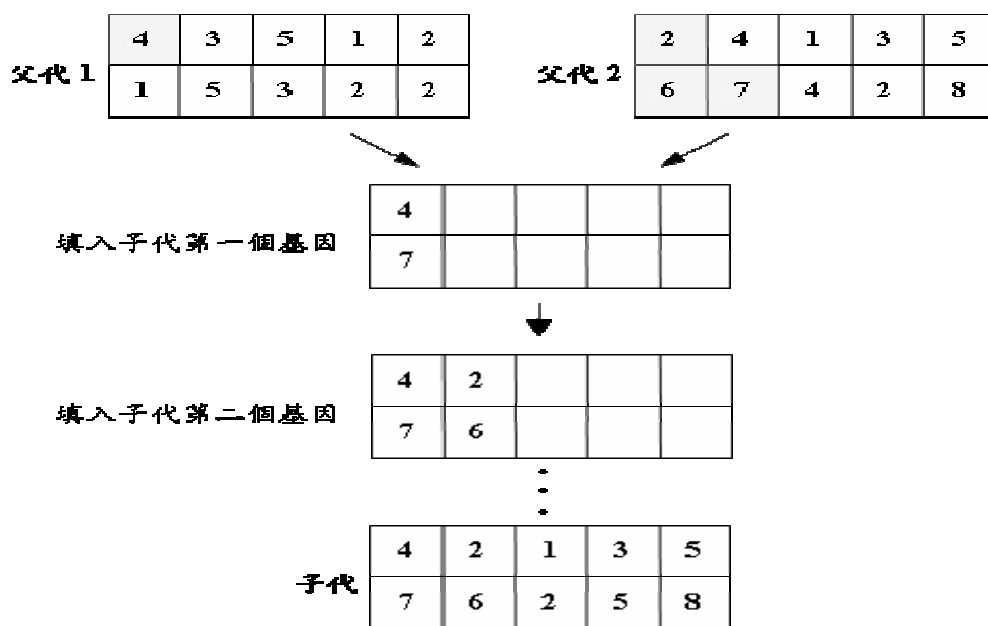 4 3 5 1 2
父代 1
1 5 3 2 2
2 4 1 3 5
父代 2
6 7 4 2 8
4
填入子代第一個基因
7
4 2
填入子代第二個基因
7 6
4 2 1 3 5
子代
7 6 2 5 8